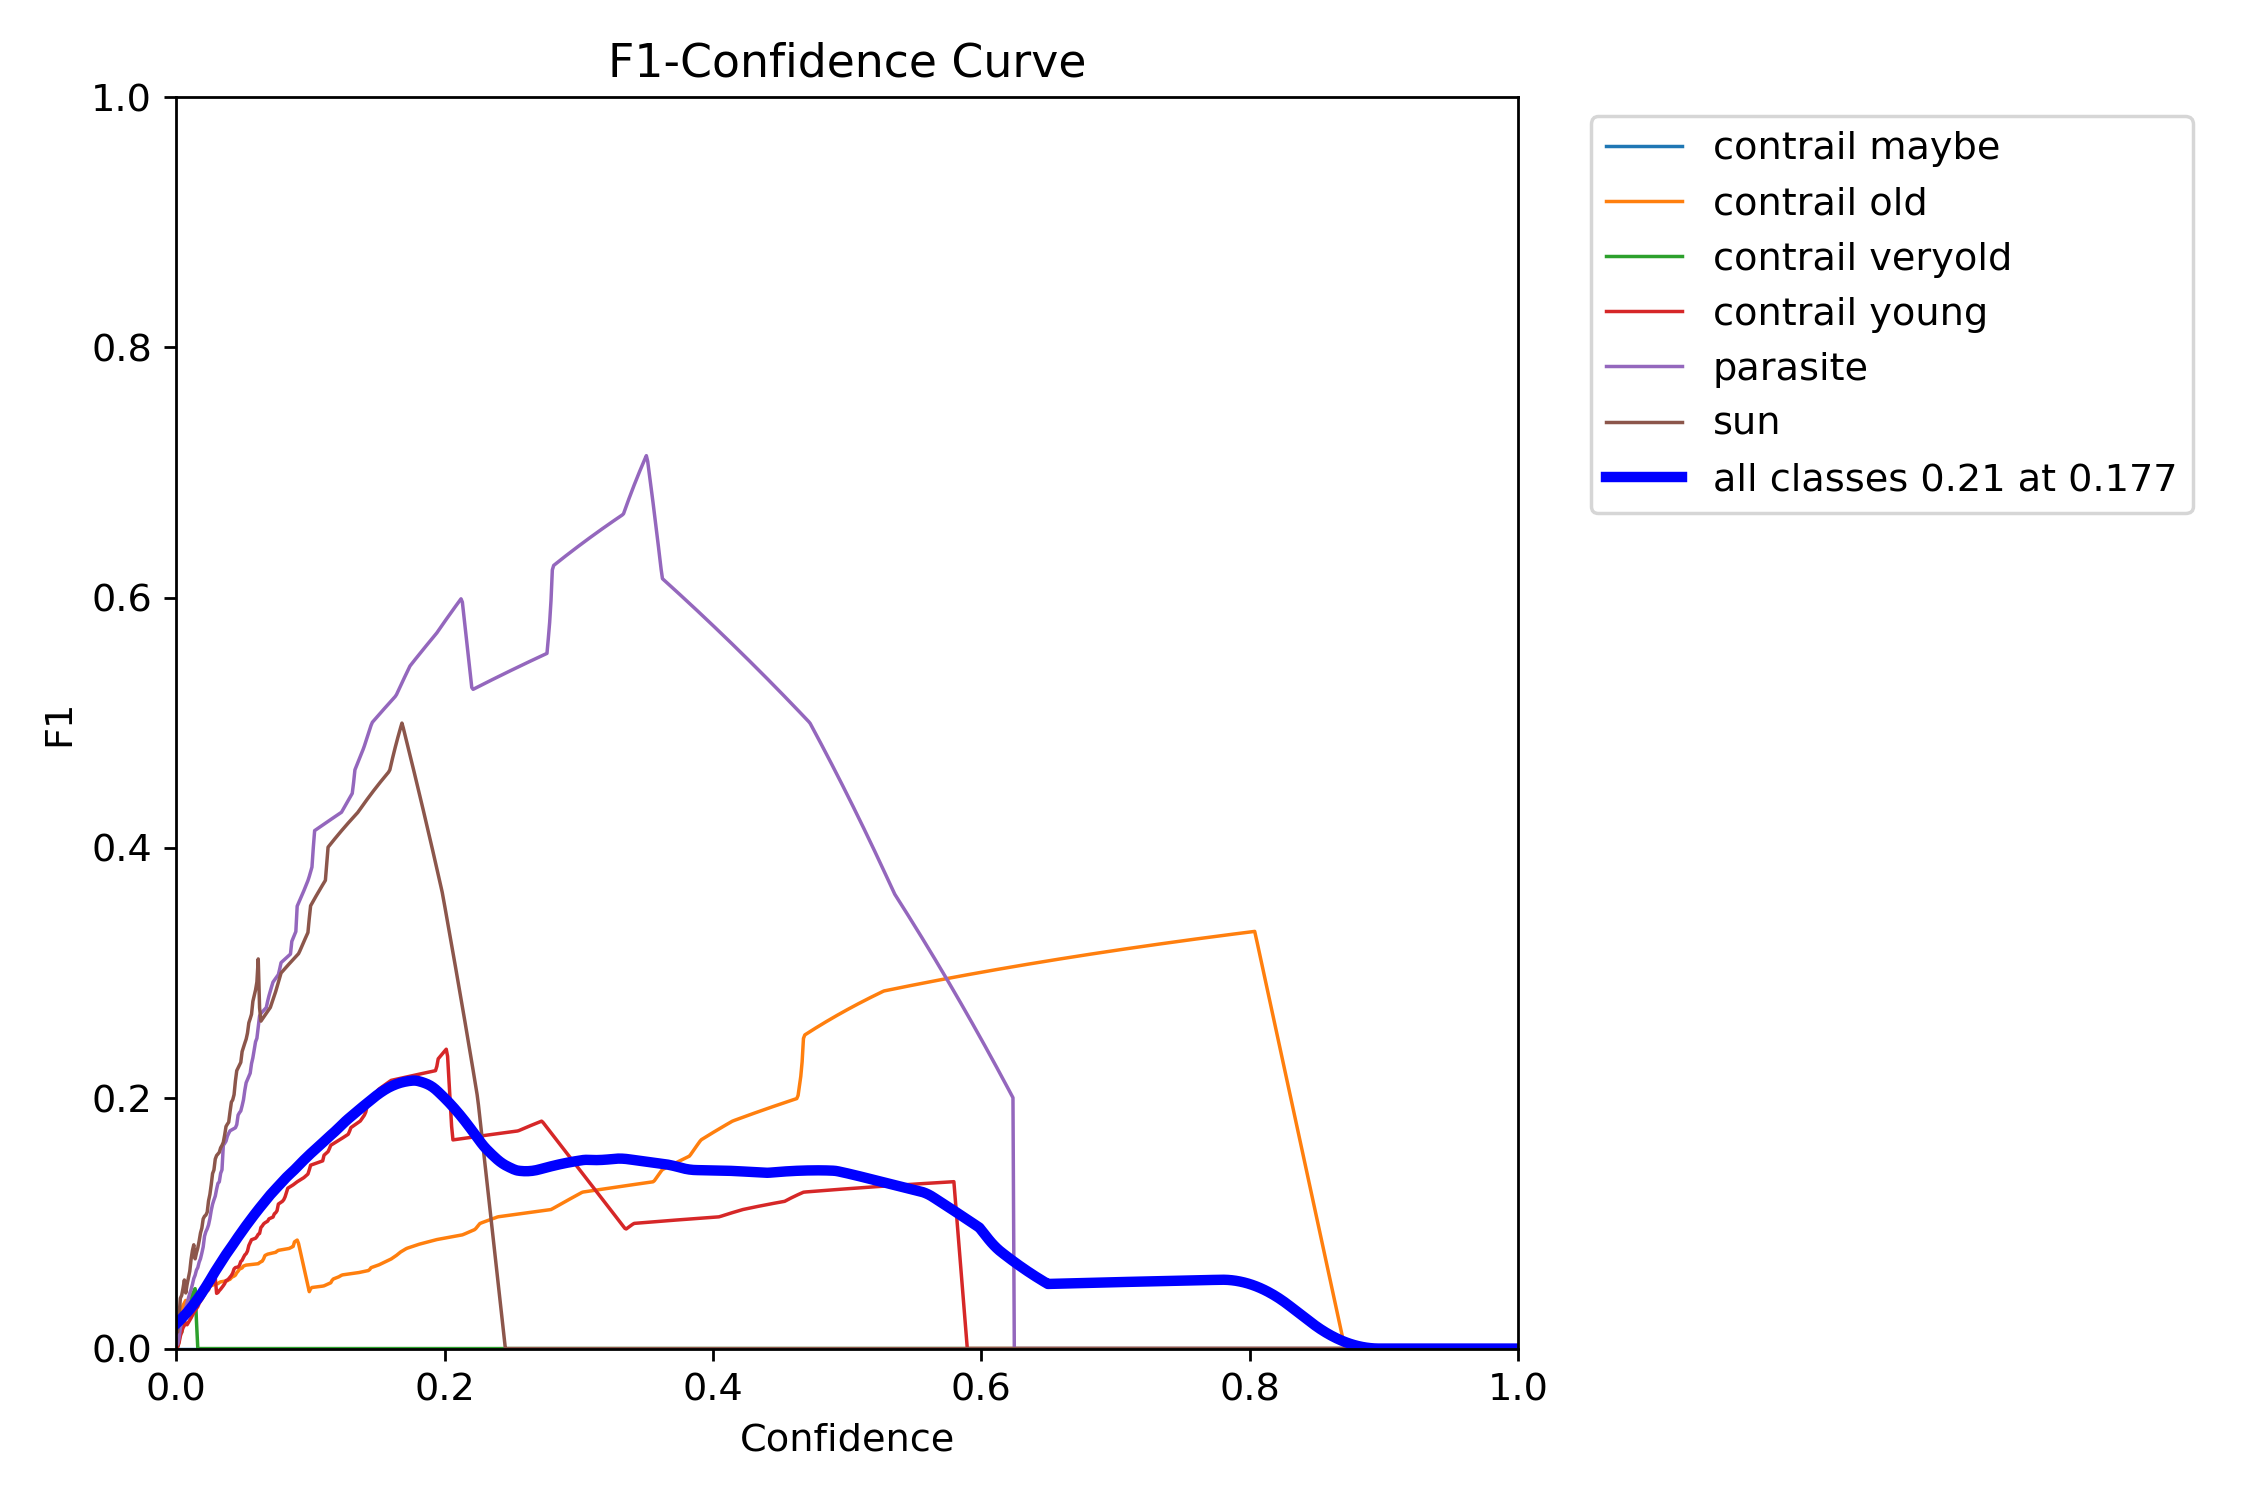 F1-Confidence Curve
1.0
0.8
0.6
0.4
0.2
0.0
F1
0.0 0.2 0.4 0.6 0.8 1.0
Confidence
contrail maybe
contrail old
contrail veryold
contrail young
parasite
sun
all classes 0.21 at 0.177